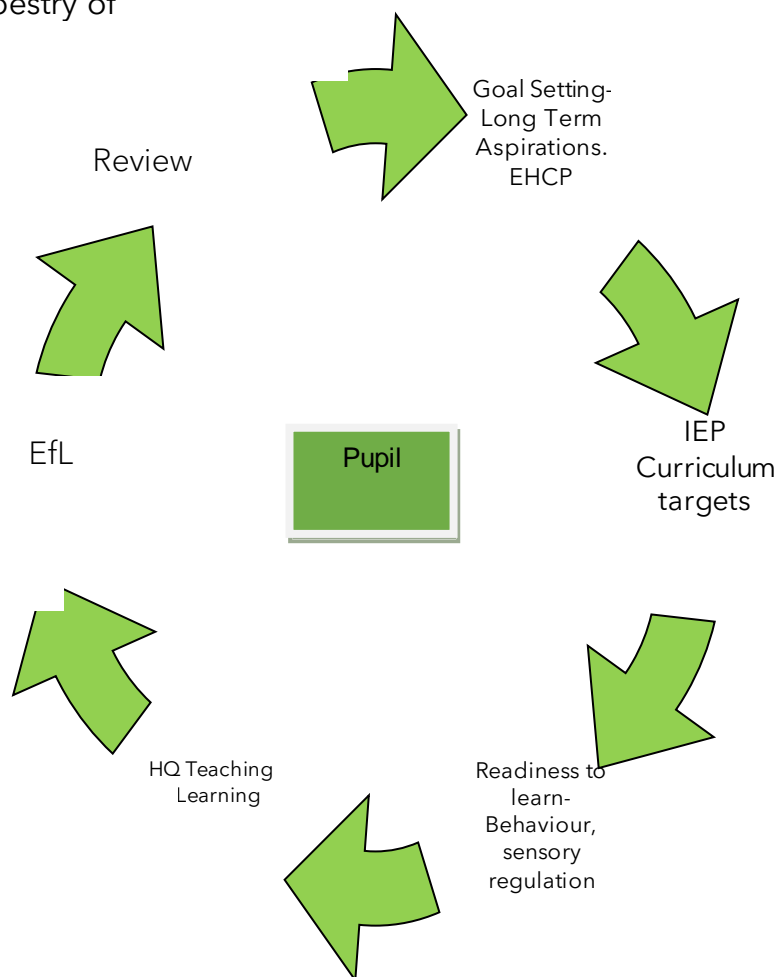 pestry of
Goal Setting-
Long Term
Aspirations.
EHCP
IEP
Curriculum
targets
Readiness to
learn-
Behaviour,
sensory
regulation
HQ Teaching
Learning
EfL
Review
Pupil